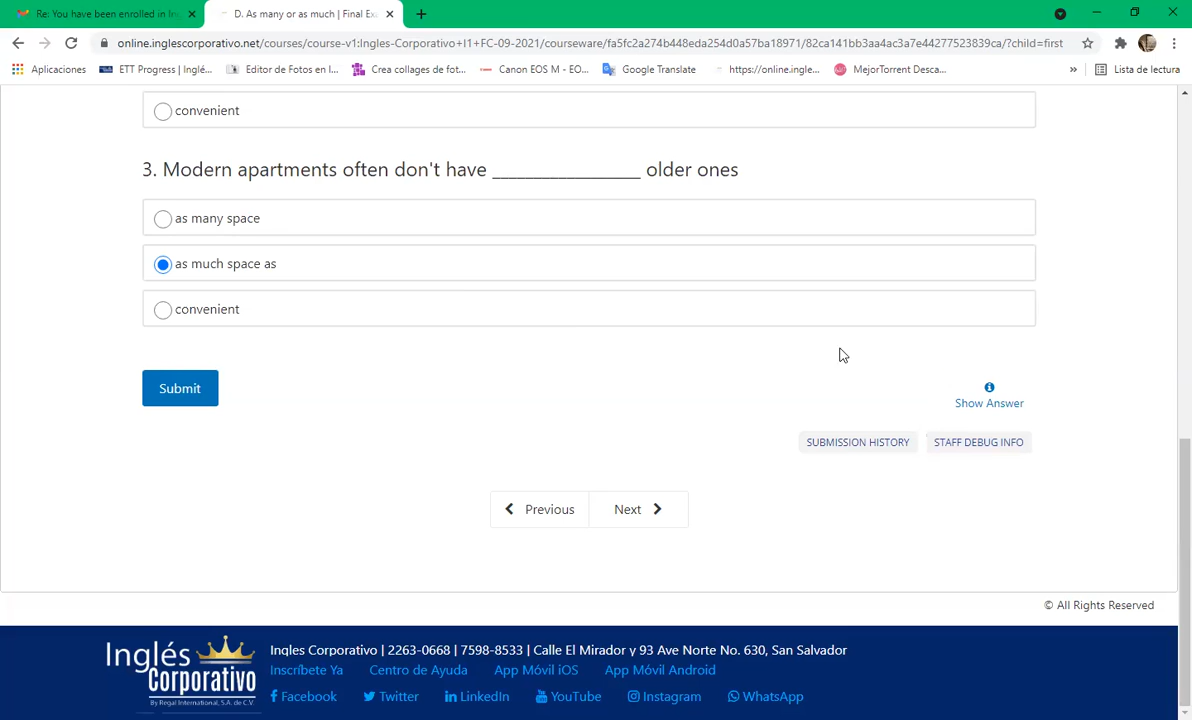 Re: You have been enrolled in In
D. As many or as much | Final Exa
online.inglescorporativo.net/courses/course-v1:Ingles-Corporativo+I1+FC-09-2021/courseware/fa5fc2a274b448eda254d0a57ba18971/82ca141bb3aa4c3a7e44277523839ca/?child=first
Aplicaciones
ETT Progress | Inglé...
Editor de Fotos en l...
Crea collages de fot...
Canon EOS M - EO...
Google Translate
https://online.ingle...
MejorTorrent Desca...
»
Lista de lectura
convenient
3. Modern apartments often don't have __________________ older ones
as many space
as much space as
convenient
Submit
Show Answer
SUBMISSION HISTORY
STAFF DEBUG INFO
Previous
Next
© All Rights Reserved
Inglés Corporativo
By Regal International, S.A. de C.V.
Ingles Corporativo | 2263-0668 | 7598-8533 | Calle El Mirador y 93 Ave Norte No. 630, San Salvador
Inscríbete Ya
Centro de Ayuda
App Móvil iOS
App Móvil Android
Facebook
Twitter
LinkedIn
YouTube
Instagram
WhatsApp